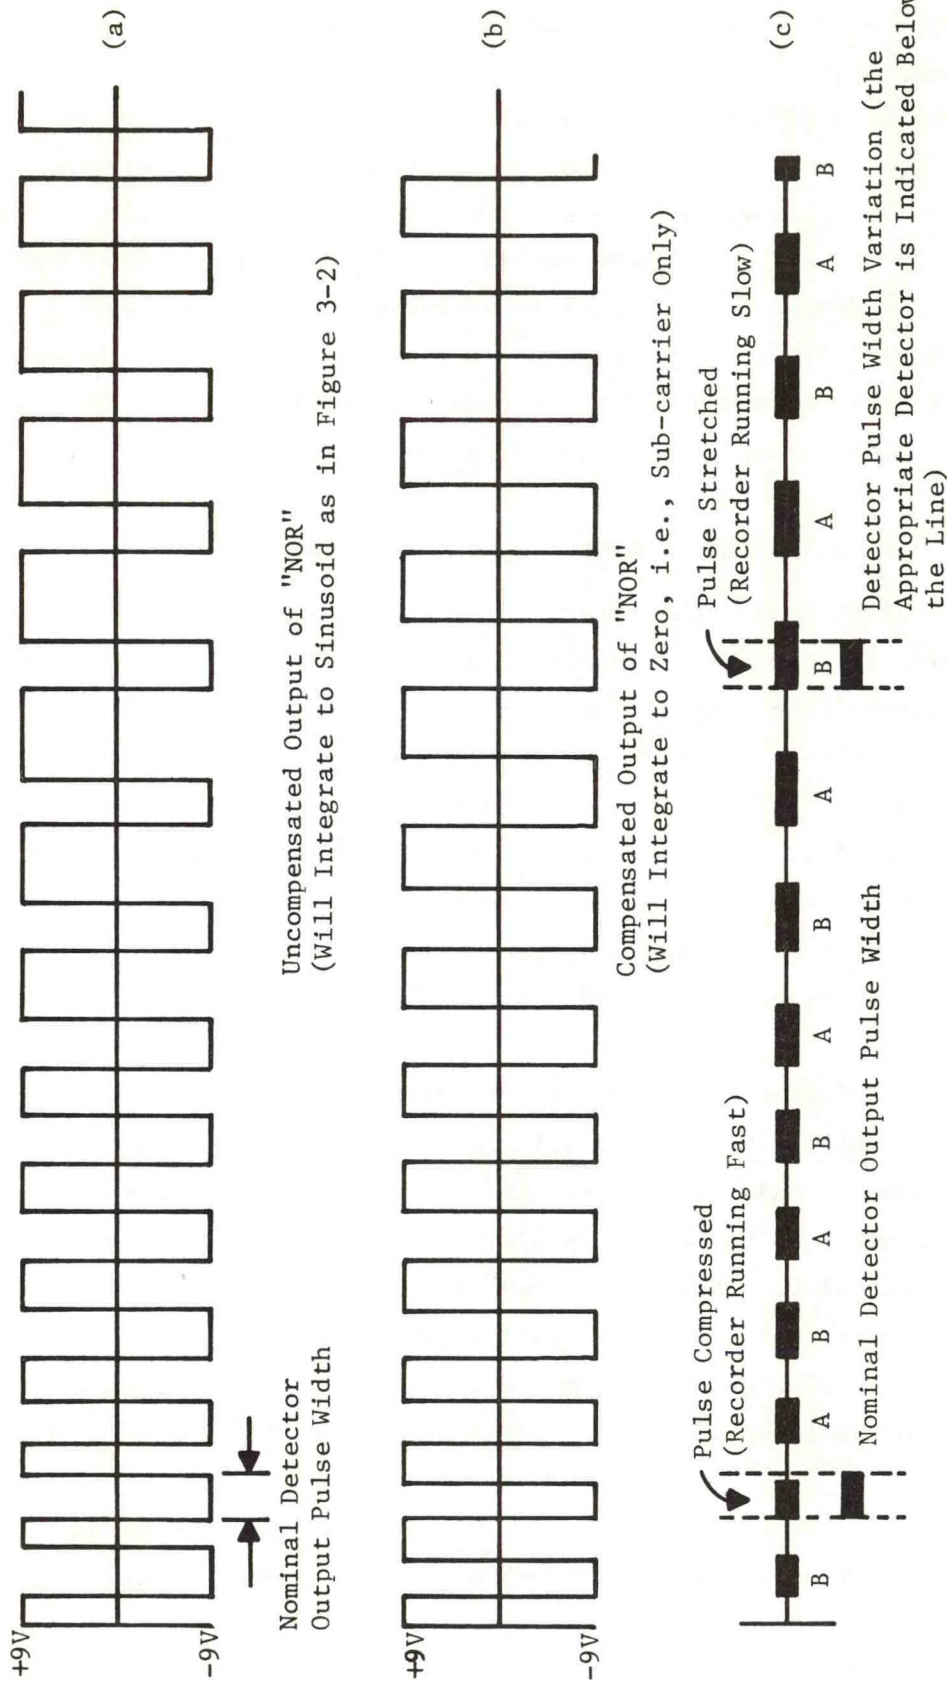 +9V
-9V
(a)
Nominal Detector
Output Pulse Width
Uncompensated Output of "NOR"
(Will Integrate to Sinusoid as in Figure 3-2)
+9V
-9V
(b)
Compensated Output of "NOR"
(Will Integrate to Zero, i.e., Sub-carrier Only)
Pulse Compressed
(Recorder Running Fast)
Pulse Stretched
(Recorder Running Slow)
(c)
B A B A B A B A B A B A B
Nominal Detector Output Pulse Width
Detector Pulse Width Variation (the
Appropriate Detector is Indicated Below
the Line)